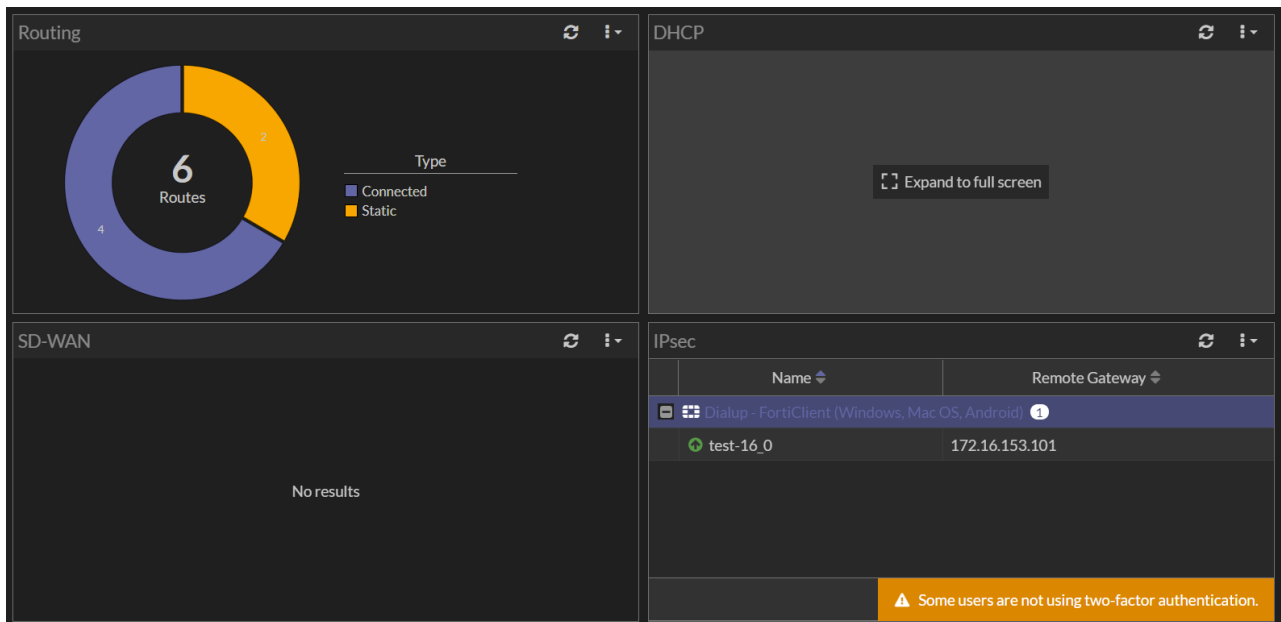 Routing
2
6
Routes
4
Type
Connected
Static
DHCP
Expand to full screen
SD-WAN
No results
IPsec
Name
Remote Gateway
Dialup - FortiClient (Windows, Mac OS, Android) 1
test-16_0
172.16.153.101
Some users are not using two-factor authentication.